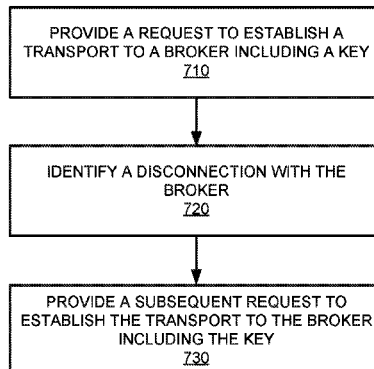 PROVIDE A REQUEST TO ESTABLISH A
TRANSPORT TO A BROKER INCLUDING A KEY
710
IDENTIFY A DISCONNECTION WITH THE
BROKER
720
PROVIDE A SUBSEQUENT REQUEST TO
ESTABLISH THE TRANSPORT TO THE BROKER
INCLUDING THE KEY
730